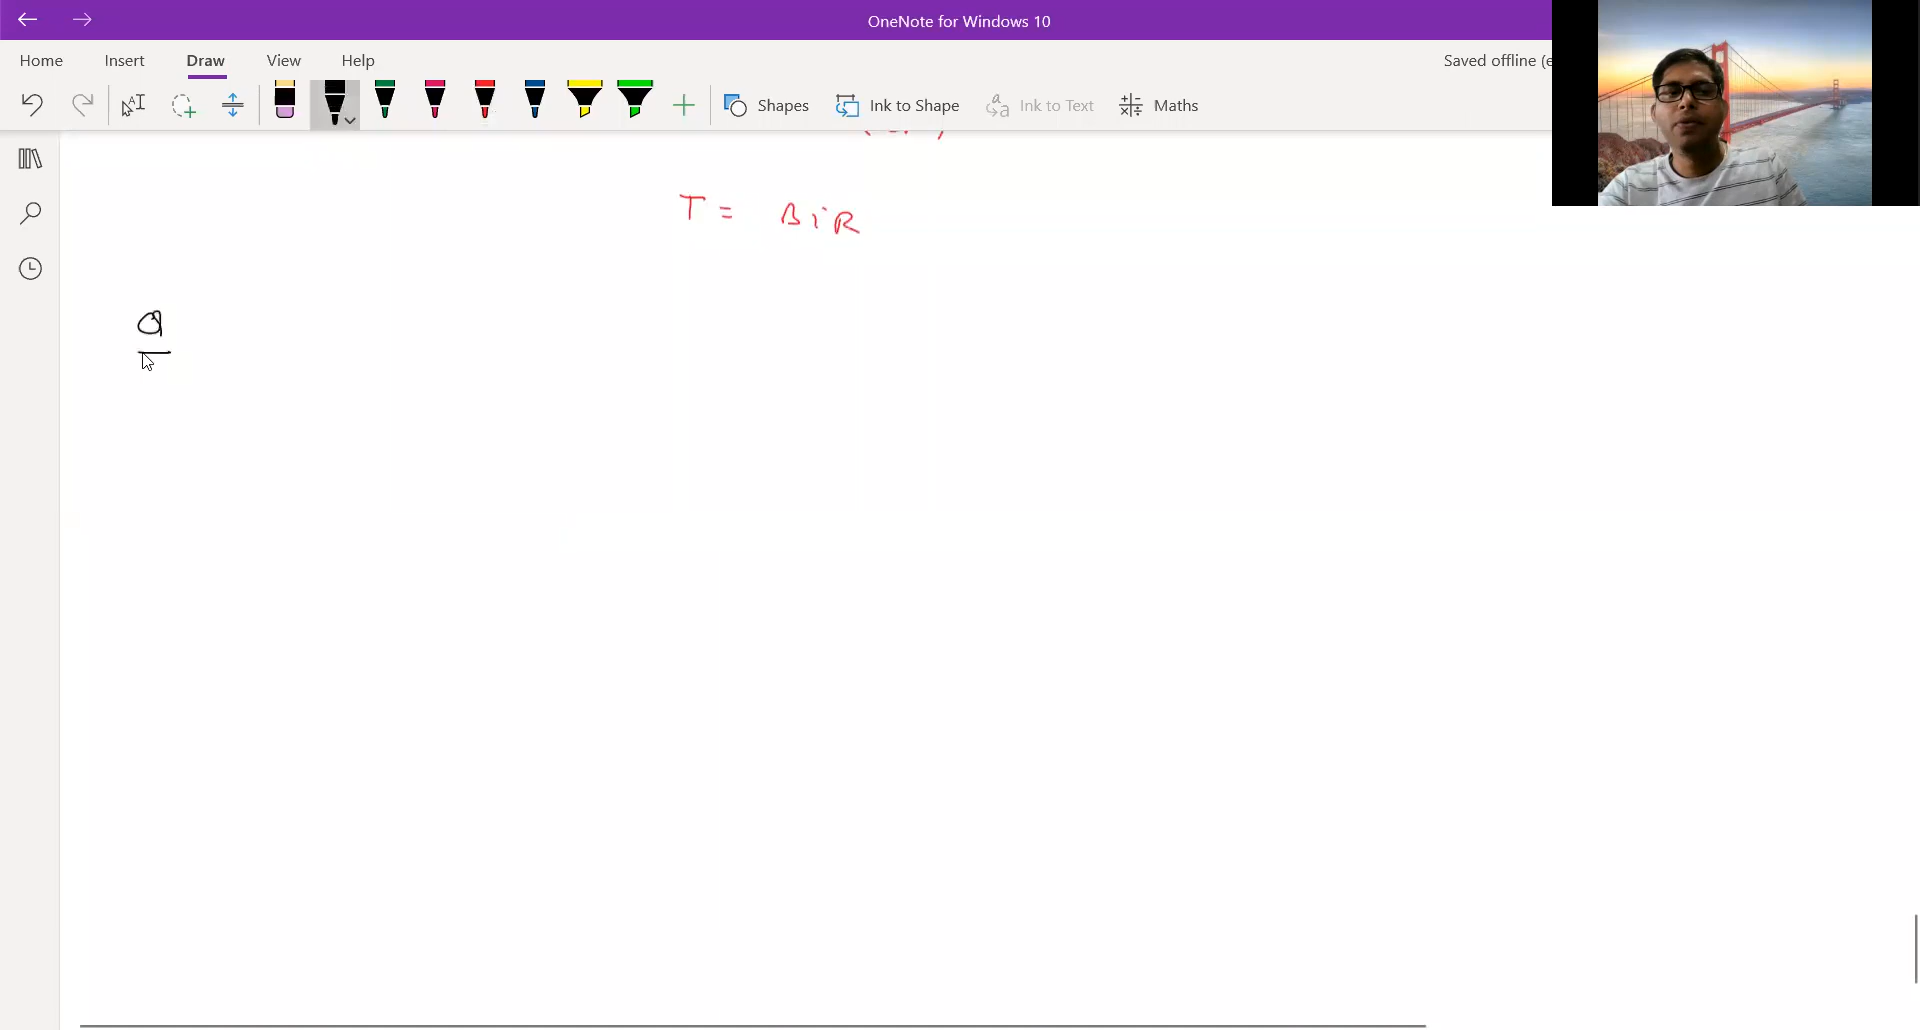 OneNote for Windows 10
Home Insert Draw View Help Saved offline (e
Shapes Ink to Shape Ink to Text Maths
T = BiR
Q